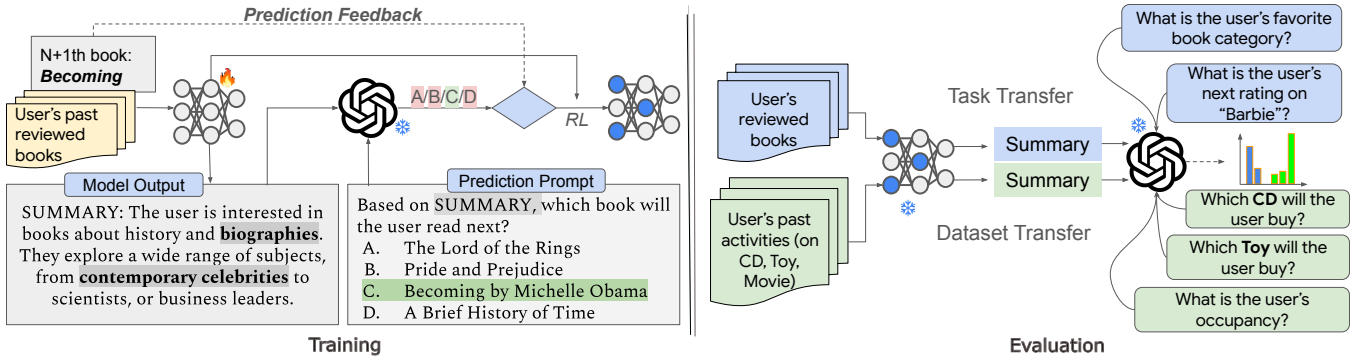 Prediction Feedback
N+1th book:
Becoming
User's past
reviewed
books
A/B/C/D
RL
Model Output
SUMMARY: The user is interested in
books about history and biographies.
They explore a wide range of subjects,
from contemporary celebrities to
scientists, or business leaders.
Prediction Prompt
Based on SUMMARY, which book will
the user read next?
A. The Lord of the Rings
B. Pride and Prejudice
C. Becoming by Michelle Obama
D. A Brief History of Time
Training
User's
reviewed
books
User's past
activities (on
CD, Toy,
Movie)
Task Transfer
Summary
Summary
Dataset Transfer
What is the user's favorite
book category?
What is the user's
next rating on
"Barbie"?
Which CD will the
user buy?
Which Toy will the
user buy?
What is the user's
occupancy?
Evaluation